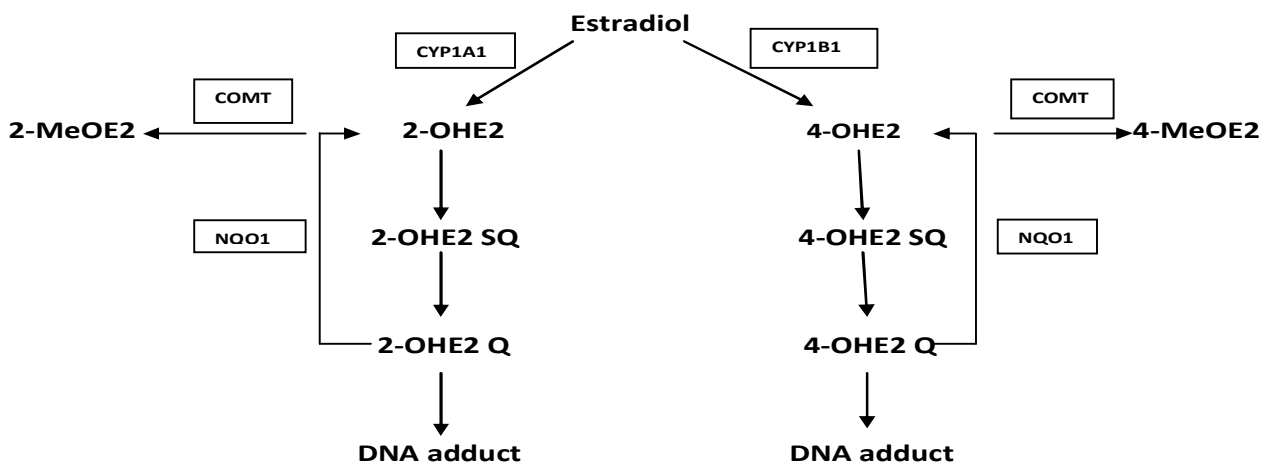 Estradiol
CYP1A1
CYP1B1
COMT
COMT
2-MeOE2
2-OHE2
4-OHE2
4-MeOE2
NQO1
2-OHE2 SQ
4-OHE2 SQ
NQO1
2-OHE2 Q
4-OHE2 Q
DNA adduct
DNA adduct